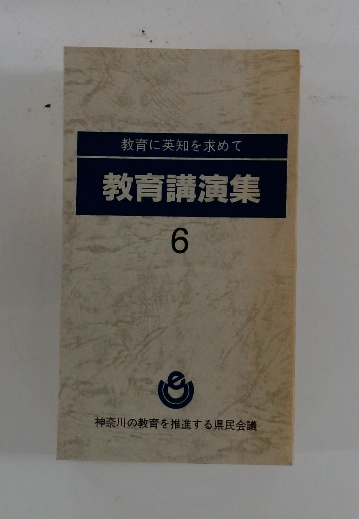 教育に英知を求めて
教育講演集
6
神奈川の教育を推進する県民会議